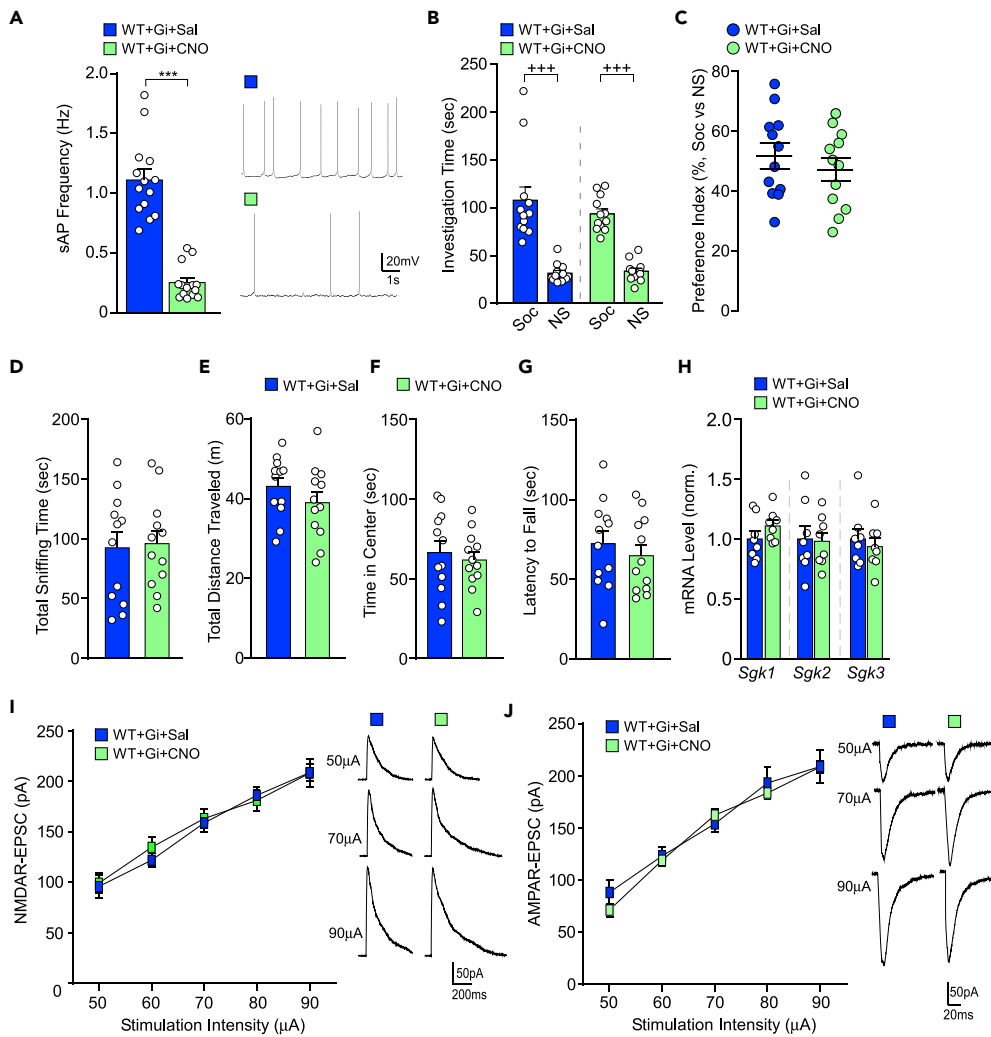 A
WT+Gi+Sal
WT+Gi+CNO
sAP Frequency (Hz)
2.0
1.5
1.0
0.5
0
***
20mV
1s
B
WT+Gi+Sal
WT+Gi+CNO
Investigation Time (sec)
250
200
150
100
50
0
+++
+++
Soc
NS
Soc
NS
C
WT+Gi+Sal
WT+Gi+CNO
Preference Index (%, Soc vs NS)
80
60
40
20
0
D
Total Sniffing Time (sec)
200
150
100
50
0
E
WT+Gi+Sal
Total Distance Traveled (m)
60
40
20
0
F
WT+Gi+CNO
Time in Center (sec)
150
100
50
0
G
Latency to Fall (sec)
150
100
50
0
H
WT+Gi+Sal
WT+Gi+CNO
mRNA Level (norm.)
2.0
1.5
1.0
0.5
0
Sgk1
Sgk2
Sgk3
I
WT+Gi+Sal
WT+Gi+CNO
NMDAR-EPSC (pA)
250
200
150
100
50
0
50
60
70
80
90
Stimulation Intensity (μA)
50μA
70μA
90μA
50pA
200ms
J
WT+Gi+Sal
WT+Gi+CNO
AMPAR-EPSC (pA)
250
200
150
100
50
0
50
60
70
80
90
Stimulation Intensity (μA)
50μA
70μA
90μA
50pA
20ms